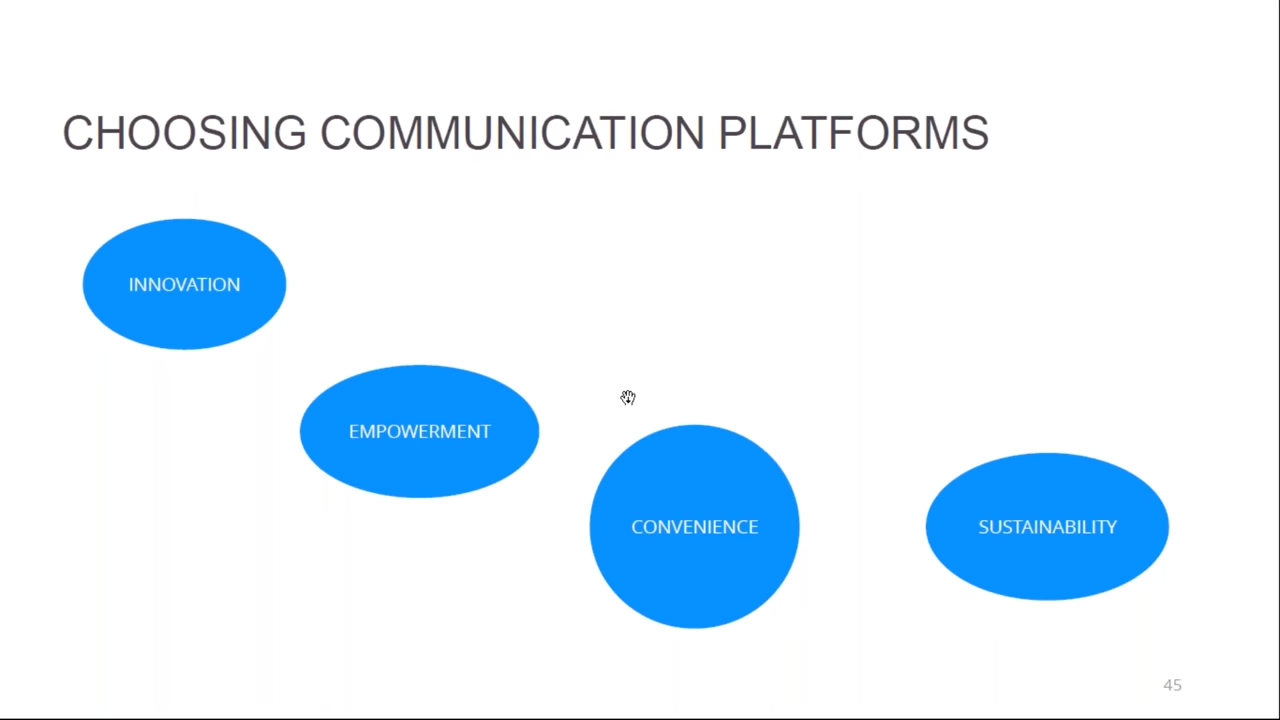 CHOOSING COMMUNICATION PLATFORMS
INNOVATION
EMPOWERMENT
CONVENIENCE
SUSTAINABILITY
45